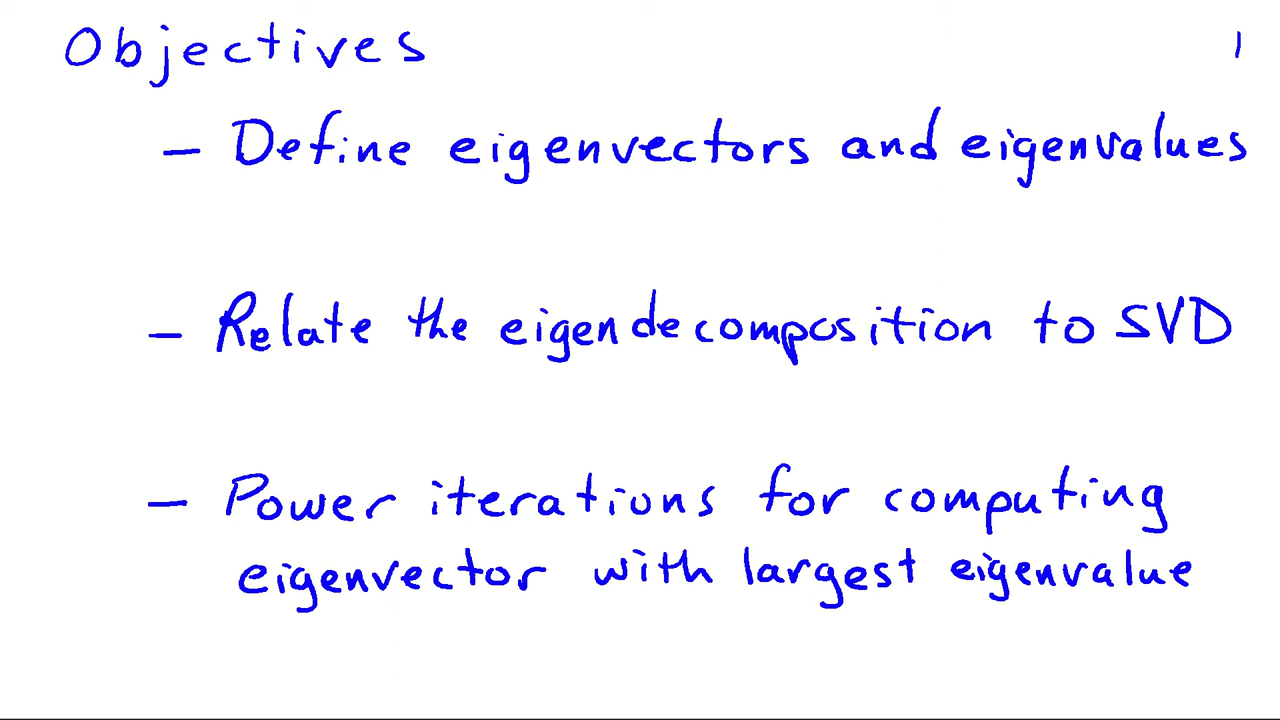 Objectives 1
- Define eigenvectors and eigenvalues
- Relate the eigendecomposition to SVD
- Power iterations for computing
eigenvector with largest eigenvalue